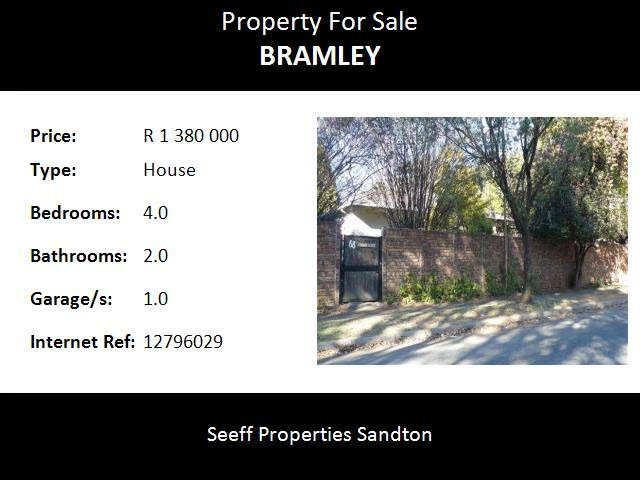 Property For Sale
BRAMLEY
Price: R 1 380 000
Type: House
Bedrooms: 4.0
Bathrooms: 2.0
Garage/s: 1.0
Internet Ref: 12796029
68
Seeff Properties Sandton